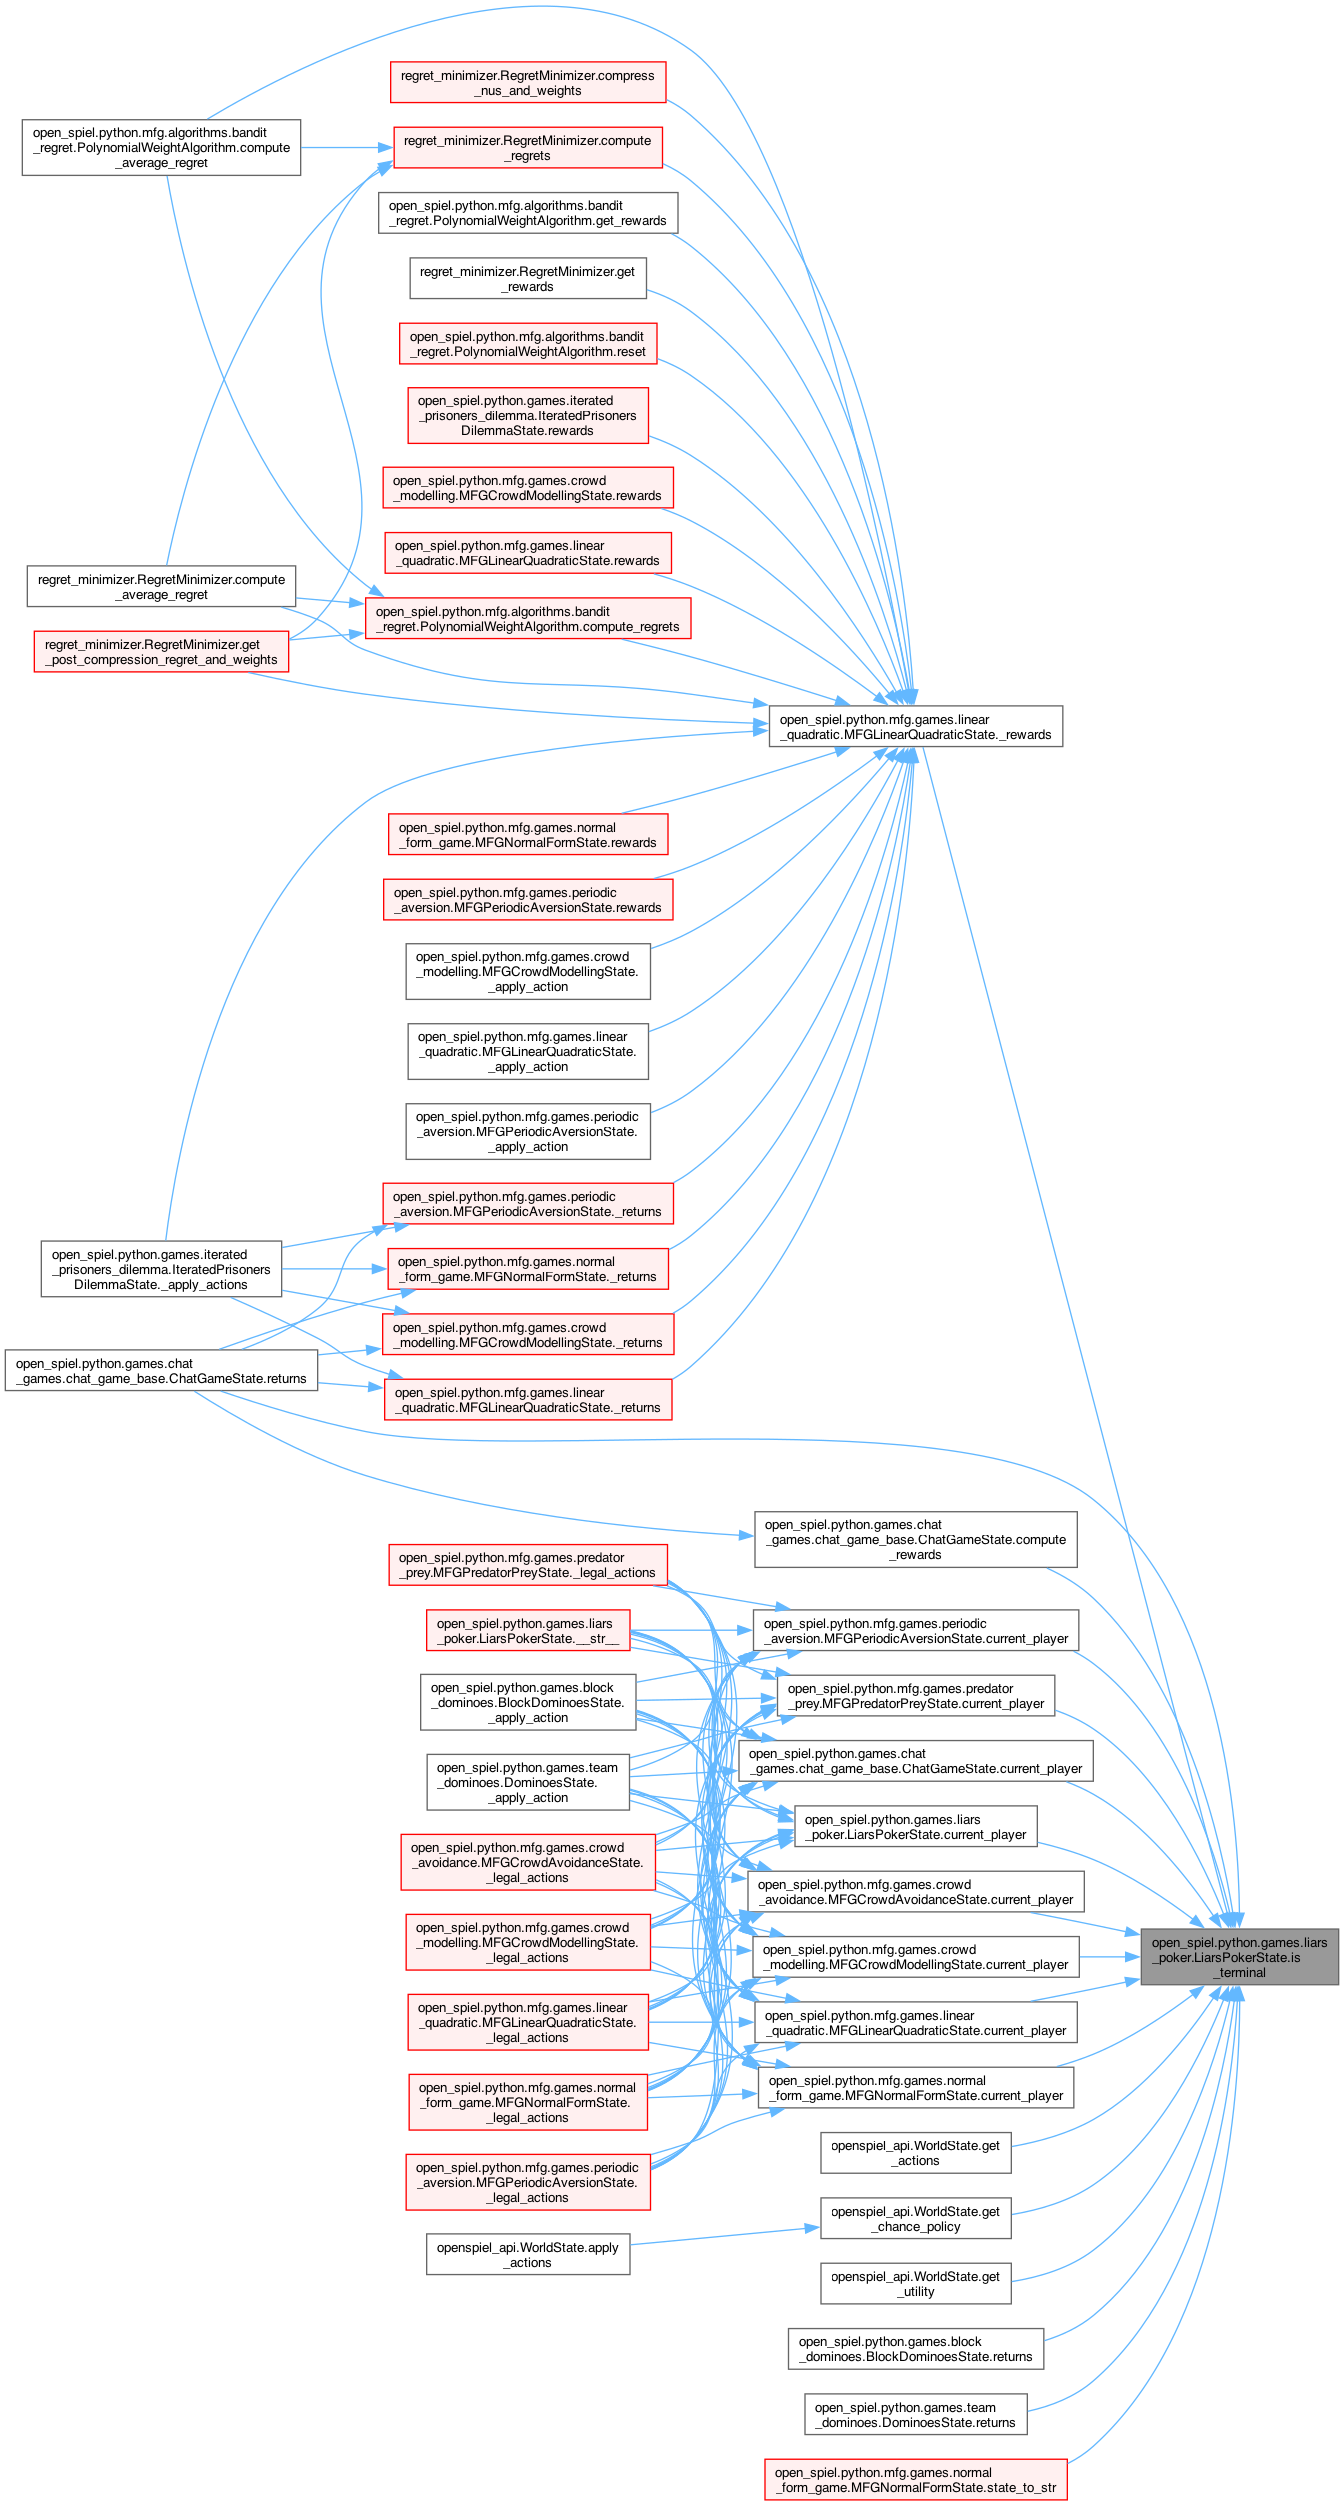 regret_minimizer.RegretMinimizer.compress
_nus_and_weights
open_spiel.python.mfg.algorithms.bandit
_regret.PolynomialWeightAlgorithm.compute
_average_regret
regret_minimizer.RegretMinimizer.compute
_regrets
open_spiel.python.mfg.algorithms.bandit
_regret.PolynomialWeightAlgorithm.get_rewards
regret_minimizer.RegretMinimizer.get
_rewards
open_spiel.python.mfg.algorithms.bandit
_regret.PolynomialWeightAlgorithm.reset
open_spiel.python.games.iterated
_prisoners_dilemma.IteratedPrisoners
DilemmaState.rewards
open_spiel.python.mfg.games.crowd
_modelling.MFGCrowdModellingState.rewards
open_spiel.python.mfg.games.linear
_quadratic.MFGLinearQuadraticState.rewards
regret_minimizer.RegretMinimizer.compute
_average_regret
open_spiel.python.mfg.algorithms.bandit
_regret.PolynomialWeightAlgorithm.compute_regrets
regret_minimizer.RegretMinimizer.get
_post_compression_regret_and_weights
open_spiel.python.mfg.games.linear
_quadratic.MFGLinearQuadraticState._rewards
open_spiel.python.mfg.games.normal
_form_game.MFGNormalFormState.rewards
open_spiel.python.mfg.games.periodic
_aversion.MFGPeriodicAversionState.rewards
open_spiel.python.mfg.games.crowd
_modelling.MFGCrowdModellingState.
_apply_action
open_spiel.python.mfg.games.linear
_quadratic.MFGLinearQuadraticState.
_apply_action
open_spiel.python.mfg.games.periodic
_aversion.MFGPeriodicAversionState.
_apply_action
open_spiel.python.mfg.games.periodic
_aversion.MFGPeriodicAversionState._returns
open_spiel.python.games.iterated
_prisoners_dilemma.IteratedPrisoners
DilemmaState._apply_actions
open_spiel.python.mfg.games.normal
_form_game.MFGNormalFormState._returns
open_spiel.python.mfg.games.crowd
_modelling.MFGCrowdModellingState._returns
open_spiel.python.games.chat
_games.chat_game_base.ChatGameState.returns
open_spiel.python.mfg.games.linear
_quadratic.MFGLinearQuadraticState._returns
open_spiel.python.games.chat
_games.chat_game_base.ChatGameState.compute
_rewards
open_spiel.python.mfg.games.predator
_prey.MFGPredatorPreyState._legal_actions
open_spiel.python.games.liars
_poker.LiarsPokerState.__str__
open_spiel.python.mfg.games.periodic
_aversion.MFGPeriodicAversionState.current_player
open_spiel.python.games.block
_dominoes.BlockDominoesState.
_apply_action
open_spiel.python.mfg.games.predator
_prey.MFGPredatorPreyState.current_player
open_spiel.python.games.team
_dominoes.DominoesState.
_apply_action
open_spiel.python.games.chat
_games.chat_game_base.ChatGameState.current_player
open_spiel.python.games.liars
_poker.LiarsPokerState.current_player
open_spiel.python.mfg.games.crowd
_avoidance.MFGCrowdAvoidanceState.
_legal_actions
open_spiel.python.mfg.games.crowd
_avoidance.MFGCrowdAvoidanceState.current_player
open_spiel.python.mfg.games.crowd
_modelling.MFGCrowdModellingState.
_legal_actions
open_spiel.python.mfg.games.crowd
_modelling.MFGCrowdModellingState.current_player
open_spiel.python.games.liars
_poker.LiarsPokerState.is
_terminal
open_spiel.python.mfg.games.linear
_quadratic.MFGLinearQuadraticState.
_legal_actions
open_spiel.python.mfg.games.linear
_quadratic.MFGLinearQuadraticState.current_player
open_spiel.python.mfg.games.normal
_form_game.MFGNormalFormState.
_legal_actions
open_spiel.python.mfg.games.normal
_form_game.MFGNormalFormState.current_player
open_spiel.python.mfg.games.periodic
_aversion.MFGPeriodicAversionState.
_legal_actions
openspiel_api.WorldState.get
_actions
openspiel_api.WorldState.get
_chance_policy
openspiel_api.WorldState.apply
_actions
openspiel_api.WorldState.get
_utility
open_spiel.python.games.block
_dominoes.BlockDominoesState.returns
open_spiel.python.games.team
_dominoes.DominoesState.returns
open_spiel.python.mfg.games.normal
_form_game.MFGNormalFormState.state_to_str